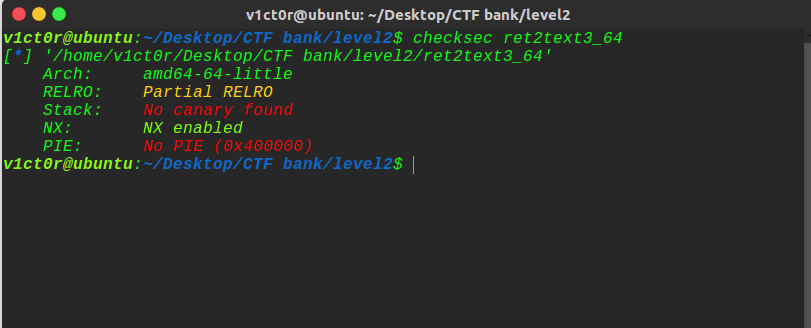 v1ct0r@ubuntu: ~/Desktop/CTF bank/level2
v1ct0r@ubuntu:~/Desktop/CTF bank/level2$ checksec ret2text3_64
[*] '/home/v1ct0r/Desktop/CTF bank/level2/ret2text3_64'
Arch: amd64-64-little
RELRO: Partial RELRO
Stack: No canary found
NX: NX enabled
PIE: No PIE (0x400000)
v1ct0r@ubuntu:~/Desktop/CTF bank/level2$